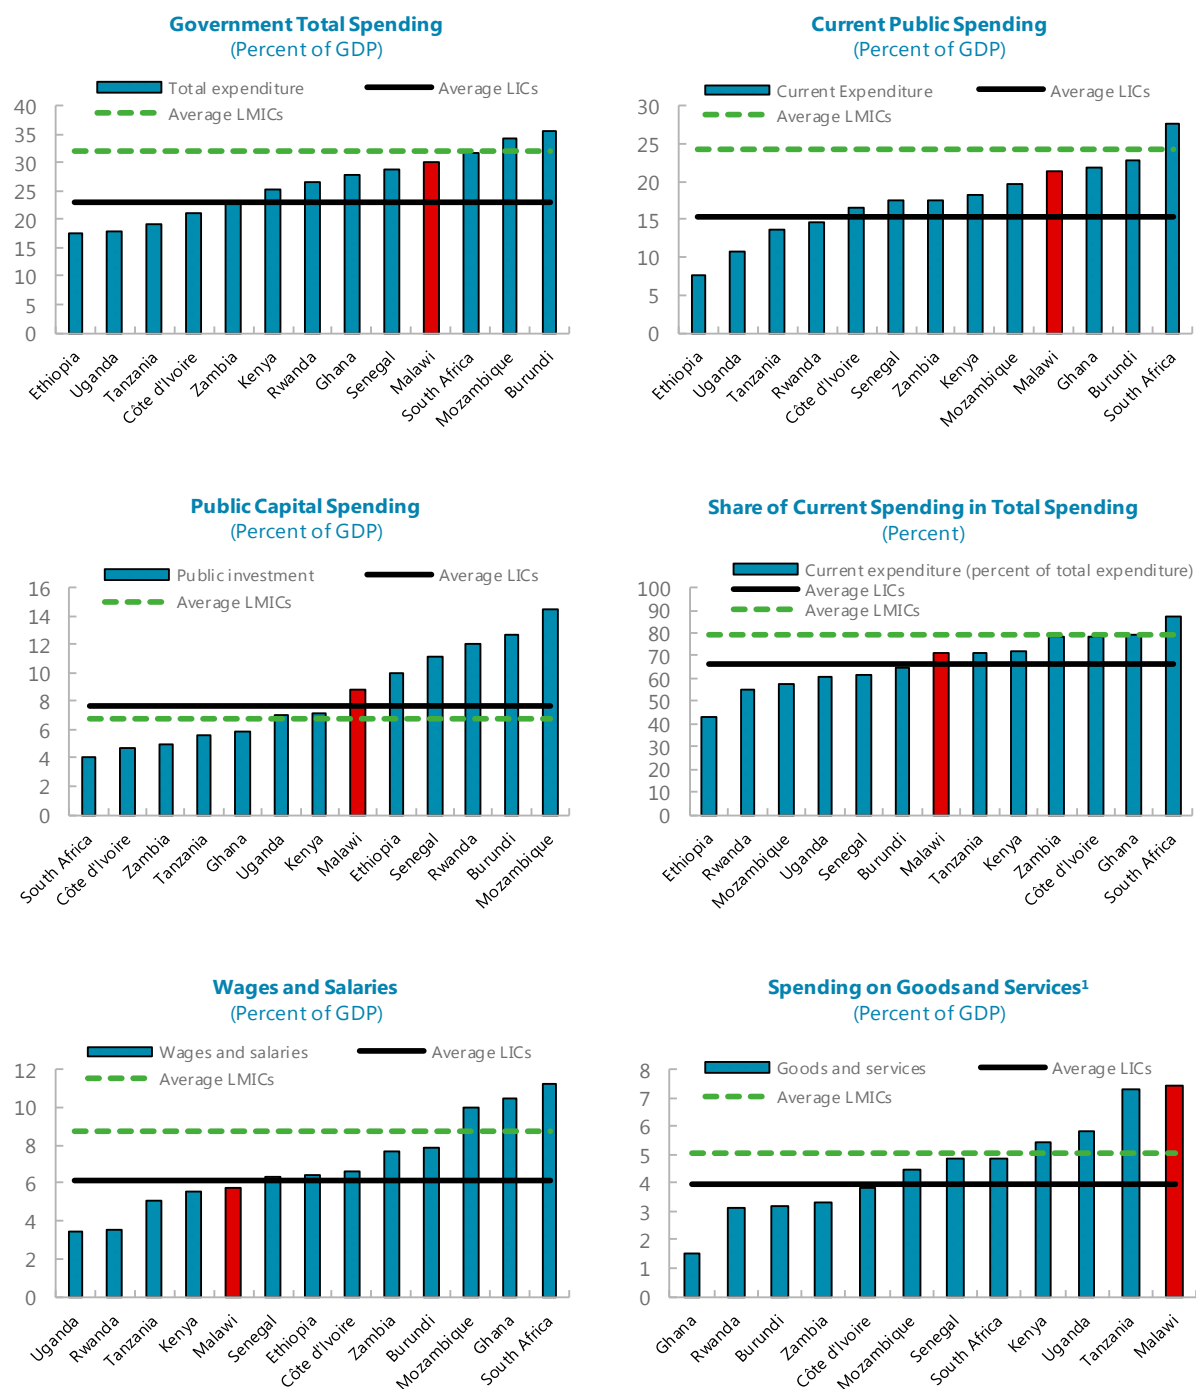 Government Total Spending
(Percent of GDP)
Total expenditure
Average LICs
Average LMICs
40
35
30
25
20
15
10
5
0
Ethiopia
Uganda
Tanzania
Côte d'Ivoire
Zambia
Kenya
Rwanda
Ghana
Senegal
Malawi
South Africa
Mozambique
Burundi
Current Public Spending
(Percent of GDP)
Current Expenditure
Average LICs
Average LMICs
30
25
20
15
10
5
0
Ethiopia
Uganda
Tanzania
Rwanda
Côte d'Ivoire
Senegal
Zambia
Kenya
Mozambique
Malawi
Ghana
Burundi
South Africa
Public Capital Spending
(Percent of GDP)
Public investment
Average LICs
Average LMICs
16
14
12
10
8
6
4
2
0
South Africa
Côte d'Ivoire
Zambia
Tanzania
Ghana
Uganda
Kenya
Malawi
Ethiopia
Senegal
Rwanda
Burundi
Mozambique
Share of Current Spending in Total Spending
(Percent)
Current expenditure (percent of total expenditure)
Average LICs
Average LMICs
100
90
80
70
60
50
40
30
20
10
0
Ethiopia
Rwanda
Mozambique
Uganda
Senegal
Burundi
Malawi
Tanzania
Kenya
Zambia
Côte d'Ivoire
Ghana
South Africa
Wages and Salaries
(Percent of GDP)
Wages and salaries
Average LICs
Average LMICs
12
10
8
6
4
2
0
Uganda
Rwanda
Tanzania
Kenya
Malawi
Senegal
Ethiopia
Côte d'Ivoire
Zambia
Burundi
Mozambique
Ghana
South Africa
Spending on Goods and Services¹
(Percent of GDP)
Goods and services
Average LICs
Average LMICs
8
7
6
5
4
3
2
1
0
Ghana
Rwanda
Burundi
Zambia
Côte d'Ivoire
Mozambique
Senegal
South Africa
Kenya
Uganda
Tanzania
Malawi